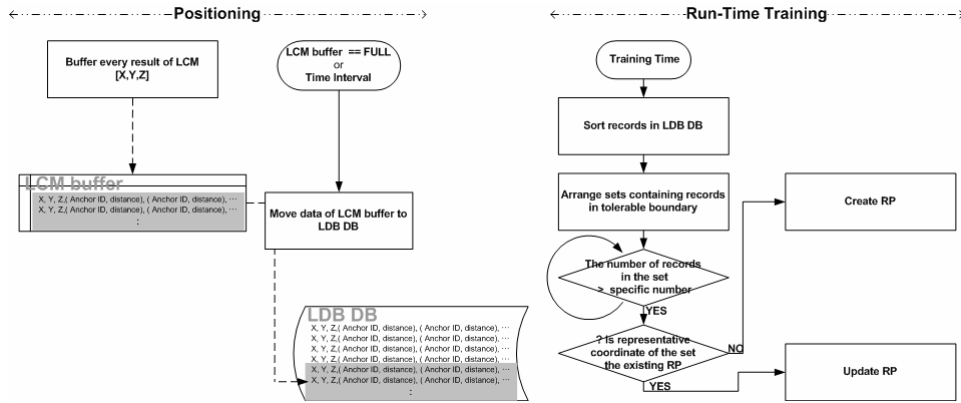 Positioning
Buffer every result of LCM
[X,Y,Z]
LCM buffer == FULL
or
Time Interval
LCM buffer
X, Y, Z,( Anchor ID, distance), ( Anchor ID, distance), ···
X, Y, Z,( Anchor ID, distance), ( Anchor ID, distance), ···
:
Move data of LCM buffer to
LDB DB
LDB DB
X, Y, Z,( Anchor ID, distance), ( Anchor ID, distance), ···
X, Y, Z,( Anchor ID, distance), ( Anchor ID, distance), ···
X, Y, Z,( Anchor ID, distance), ( Anchor ID, distance), ···
X, Y, Z,( Anchor ID, distance), ( Anchor ID, distance), ···
X, Y, Z,( Anchor ID, distance), ( Anchor ID, distance), ···
X, Y, Z,( Anchor ID, distance), ( Anchor ID, distance), ···
:
Run-Time Training
Training Time
Sort records in LDB DB
Arrange sets containing records
in tolerable boundary
The number of records
in the set
> specific number
YES
? Is representative
coordinate of the set
the existing RP
NO
YES
Create RP
Update RP